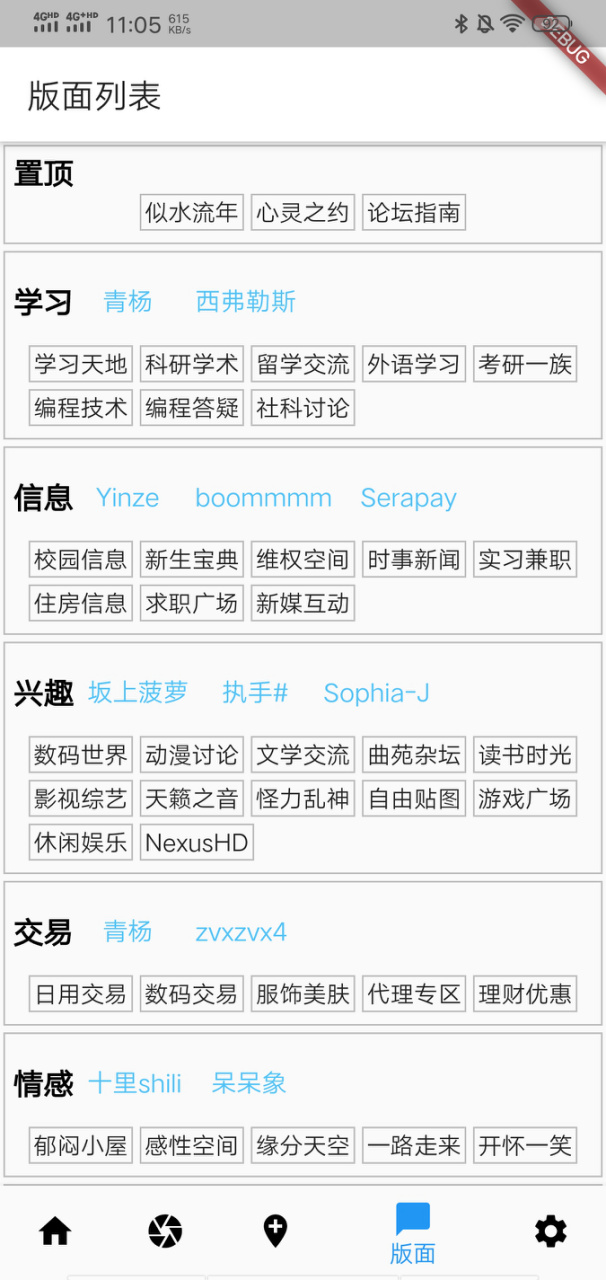 4GHD 4G+HD 11:05 615 KB/s 92
DEBUG
版面列表
置顶
似水流年 心灵之约 论坛指南
学习 青杨 西弗勒斯
学习天地 科研学术 留学交流 外语学习 考研一族
编程技术 编程答疑 社科讨论
信息 Yinze boommmm Serapay
校园信息 新生宝典 维权空间 时事新闻 实习兼职
住房信息 求职广场 新媒互动
兴趣 坂上菠萝 执手# Sophia-J
数码世界 动漫讨论 文学交流 曲苑杂坛 读书时光
影视综艺 天籁之音 怪力乱神 自由贴图 游戏广场
休闲娱乐 NexusHD
交易 青杨 zvxzvx4
日用交易 数码交易 服饰美肤 代理专区 理财优惠
情感 十里shili 呆呆象
郁闷小屋 感性空间 缘分天空 一路走来 开怀一笑
版面